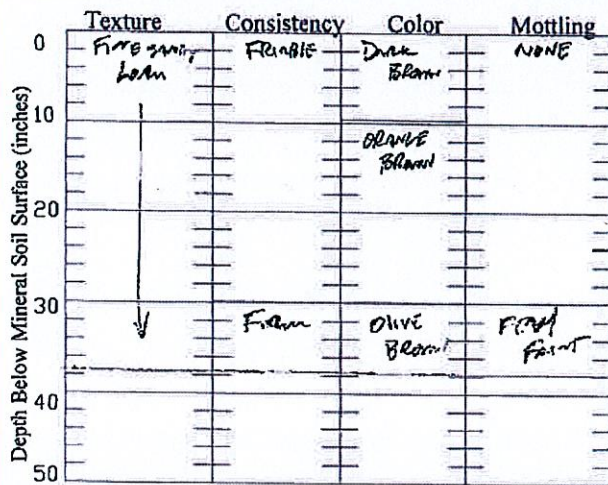 Texture Consistency Color Mottling
0 FINE SANDY FRIABLE DARK NONE
LOAM BROWN
10
ORANGE
BROWN
20
30
FIRM OLIVE FEW
BROWN FAINT
40
50
Depth Below Mineral Soil Surface (inches)